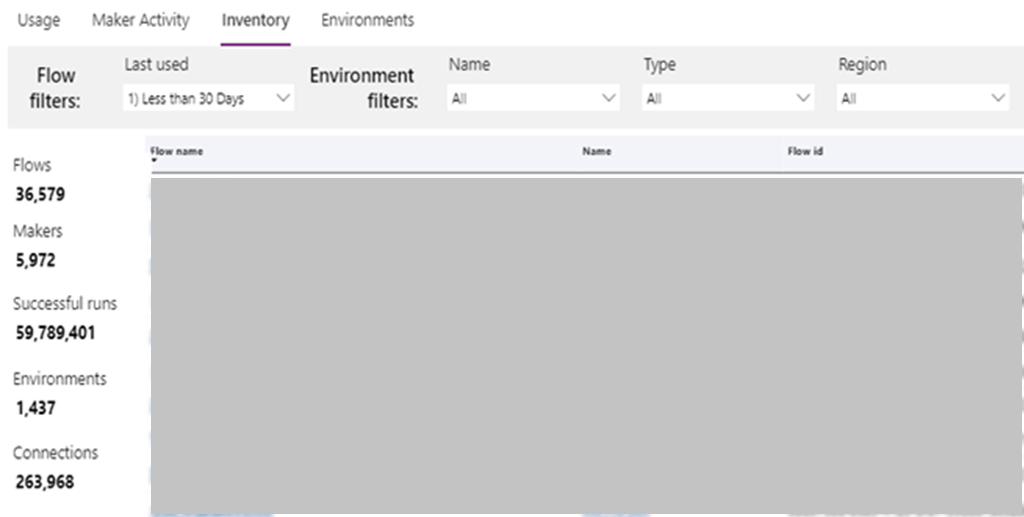 Usage Maker Activity Inventory Environments
Flow filters:
Last used
1) Less than 30 Days
Environment filters:
Name
All
Type
All
Region
All
Flow name Name Flow id
Flows
36,579
Makers
5,972
Successful runs
59,789,401
Environments
1,437
Connections
263,968